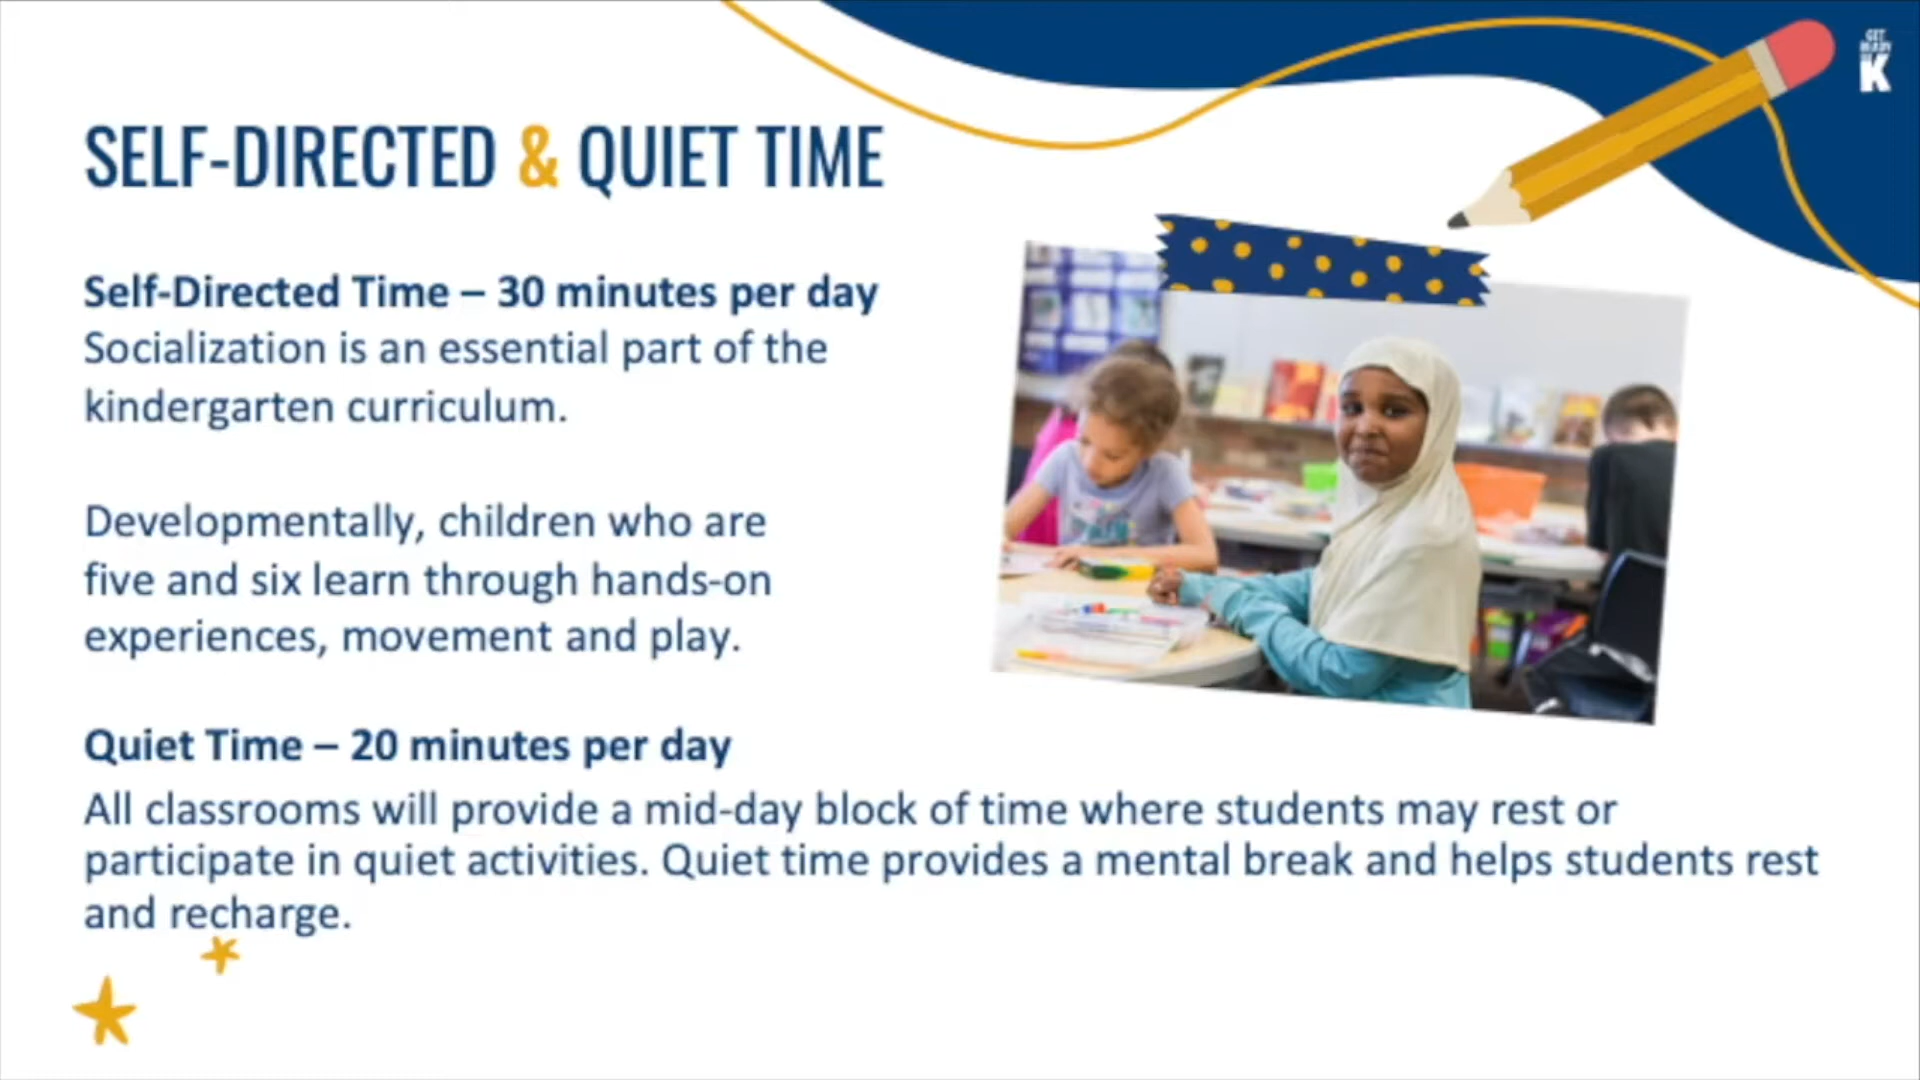 GET
READY
K
SELF-DIRECTED & QUIET TIME
Self-Directed Time – 30 minutes per day
Socialization is an essential part of the
kindergarten curriculum.
Developmentally, children who are
five and six learn through hands-on
experiences, movement and play.
Quiet Time – 20 minutes per day
All classrooms will provide a mid-day block of time where students may rest or
participate in quiet activities. Quiet time provides a mental break and helps students rest
and recharge.